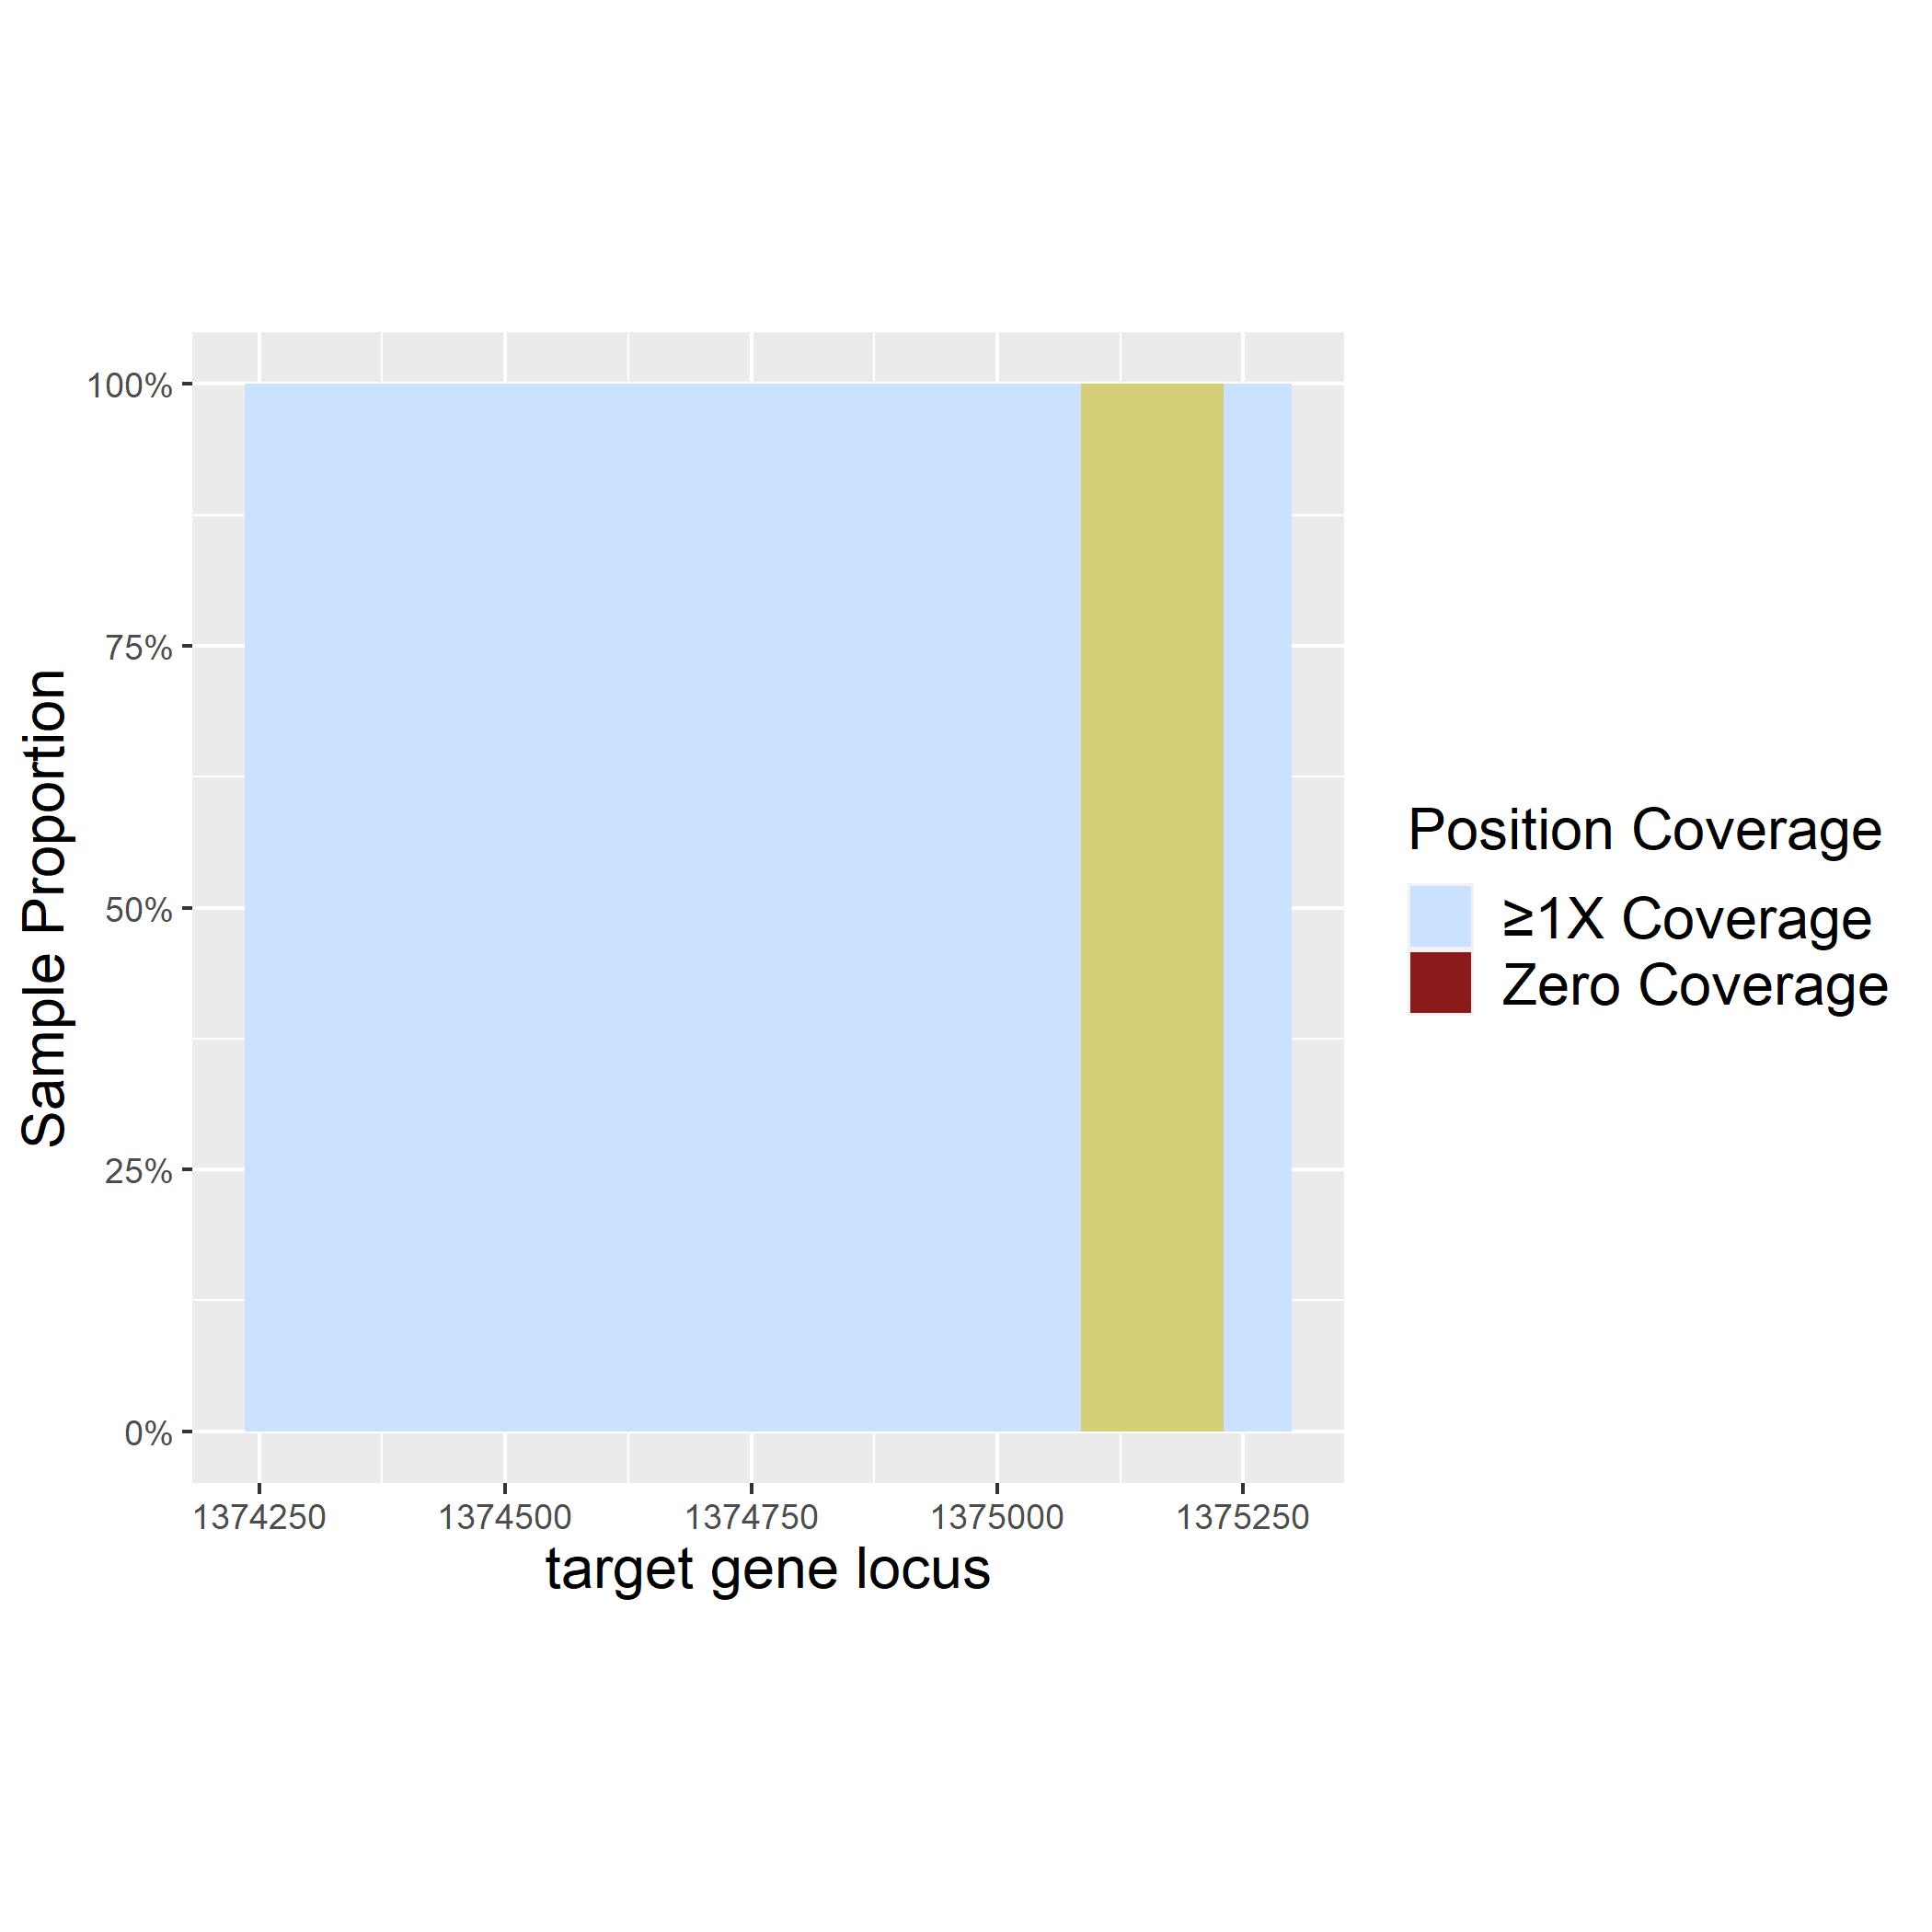 Sample Proportion
100%
75%
50%
25%
0%
1374250 1374500 1374750 1375000 1375250
target gene locus
Position Coverage
≥1X Coverage
Zero Coverage